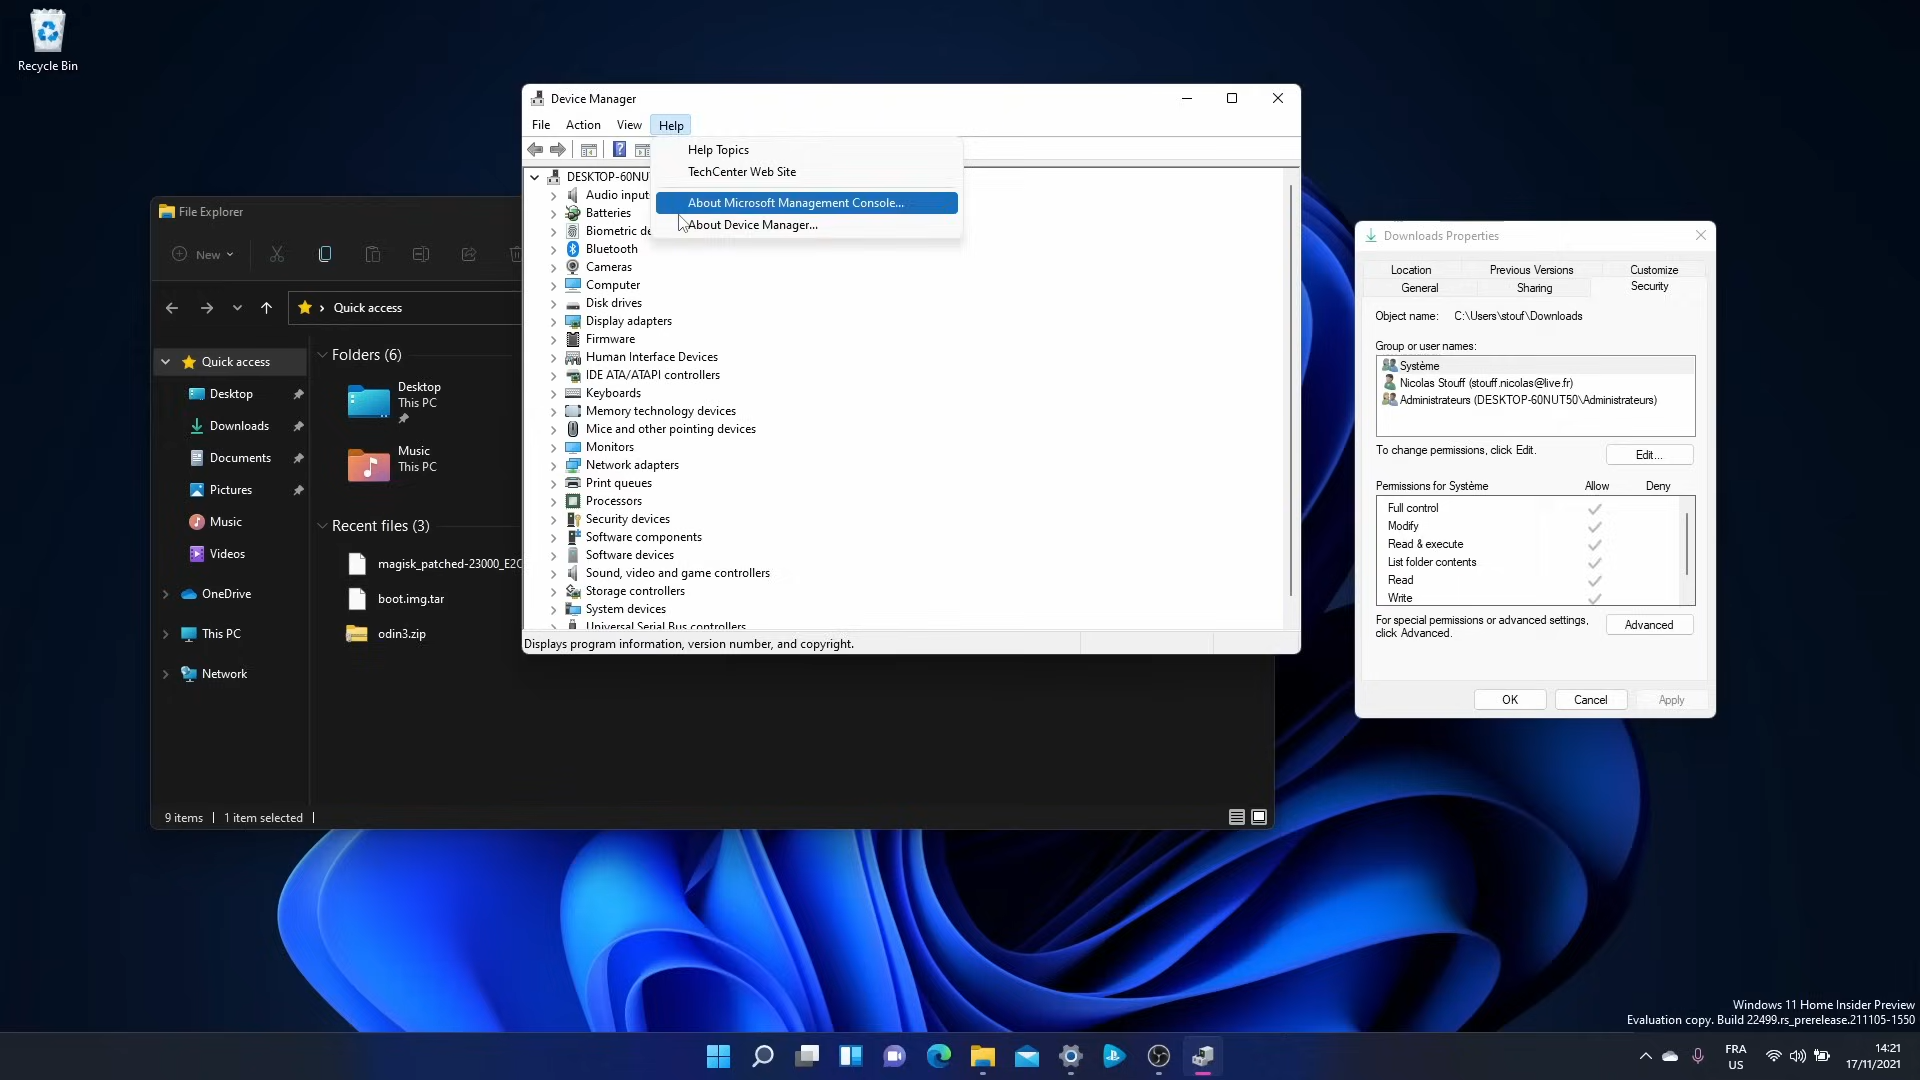 Recycle Bin
Device Manager
File Action View Help
Help Topics
TechCenter Web Site
About Microsoft Management Console...
About Device Manager...
DESKTOP-60NU
Audio input
Batteries
Biometric de
Bluetooth
Cameras
Computer
Disk drives
Display adapters
Firmware
Human Interface Devices
IDE ATA/ATAPI controllers
Keyboards
Memory technology devices
Mice and other pointing devices
Monitors
Network adapters
Print queues
Processors
Security devices
Software components
Software devices
Sound, video and game controllers
Storage controllers
System devices
Universal Serial Bus controllers
Displays program information, version number, and copyright.
File Explorer
New
Quick access
Quick access
Desktop
Downloads
Documents
Pictures
Music
Videos
OneDrive
This PC
Network
Folders (6)
Desktop
This PC
Music
This PC
Recent files (3)
magisk_patched-23000_E2C
boot.img.tar
odin3.zip
9 items 1 item selected
Downloads Properties
Location Previous Versions Customize
General Sharing Security
Object name: C:\Users\stouf\Downloads
Group or user names:
Système
Nicolas Stouff (stouff.nicolas@live.fr)
Administrateurs (DESKTOP-60NUT50\Administrateurs)
To change permissions, click Edit.
Edit...
Permissions for Système Allow Deny
Full control
Modify
Read & execute
List folder contents
Read
Write
For special permissions or advanced settings,
click Advanced.
Advanced
OK Cancel Apply
Windows 11 Home Insider Preview
Evaluation copy. Build 22499.rs_prerelease.211105-1550
FRA
US
14:21
17/11/2021